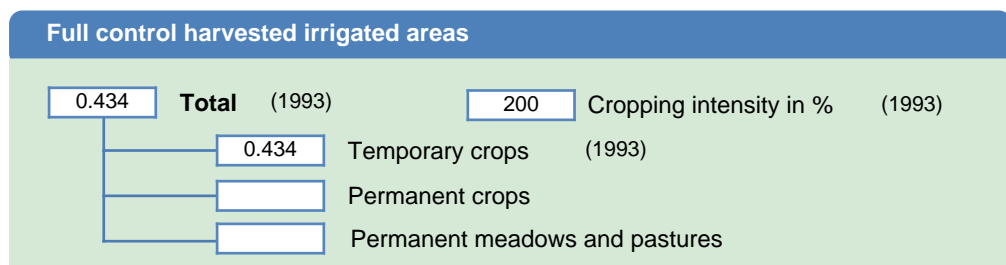 Full control harvested irrigated areas
0.434 Total (1993) 200 Cropping intensity in % (1993)
0.434 Temporary crops (1993)
Permanent crops
Permanent meadows and pastures